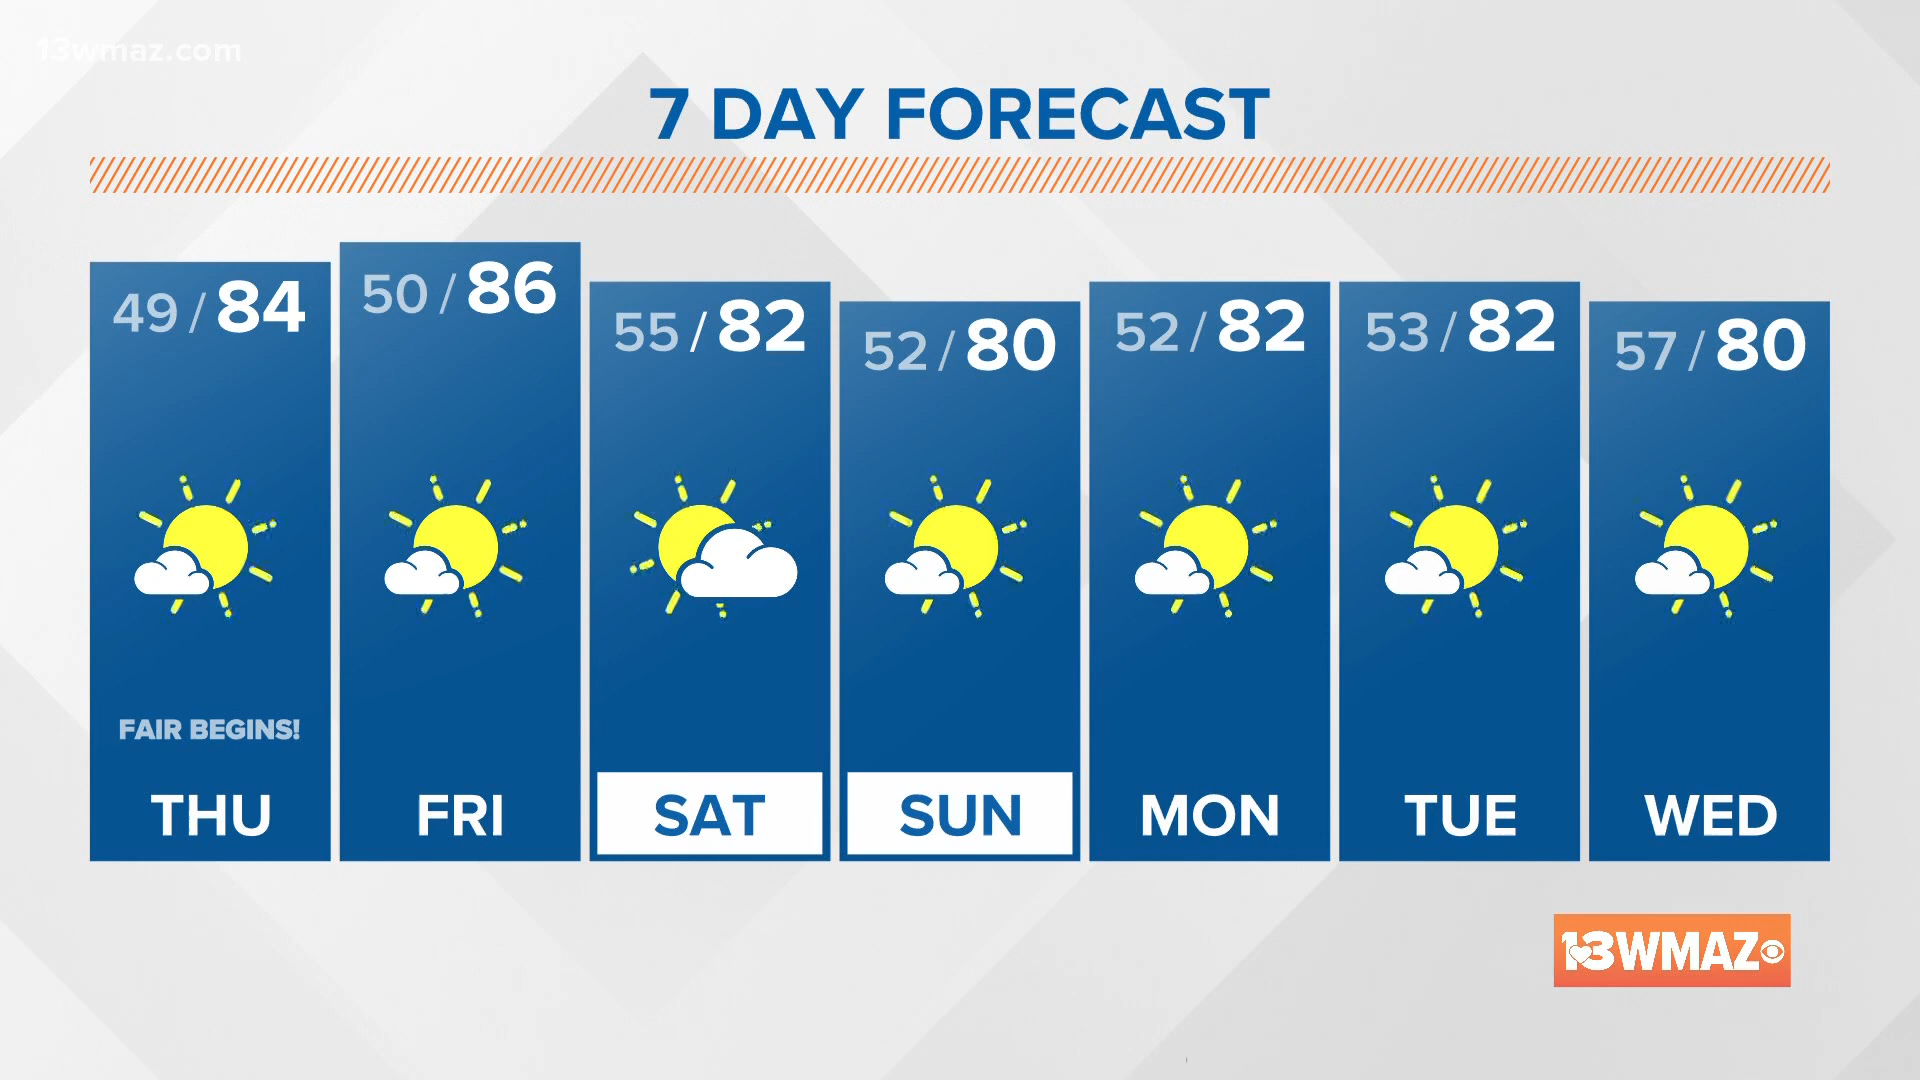 13wmaz.com
7 DAY FORECAST
49 / 84
50 / 86
55 / 82
52 / 80
52 / 82
53 / 82
57 / 80
FAIR BEGINS!
THU
FRI
SAT
SUN
MON
TUE
WED
13WMAZ